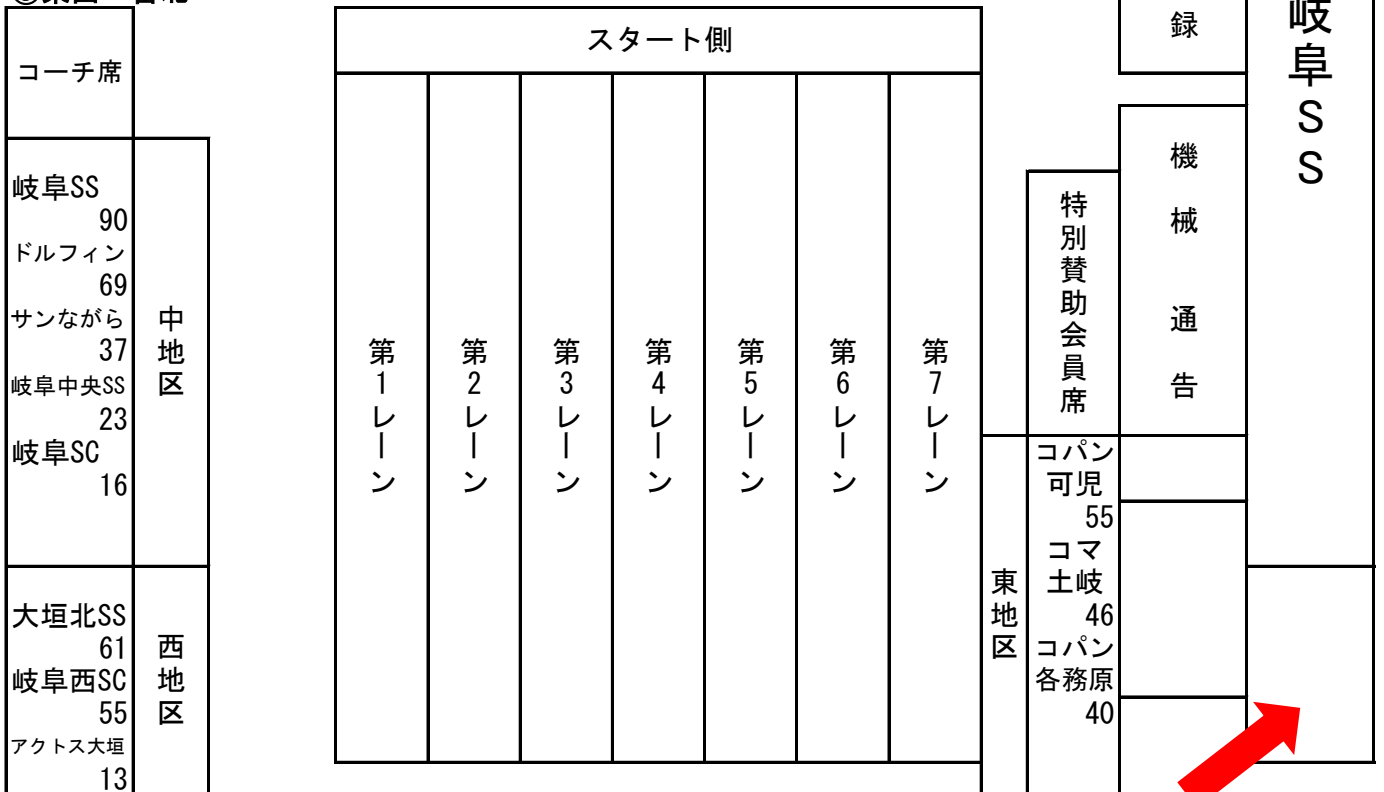 コーチ席
岐阜SS
90
ドルフィン
69
サンながら
37
岐阜中央SS
23
岐阜SC
16
中地区
大垣北SS
61
岐阜西SC
55
アクトス大垣
13
西地区
スタート側
第1レーン
第2レーン
第3レーン
第4レーン
第5レーン
第6レーン
第7レーン
東地区
特別賛助会員席
コパン
可児
55
コマ
土岐
46
コパン
各務原
40
録
機械 通告
岐阜SS